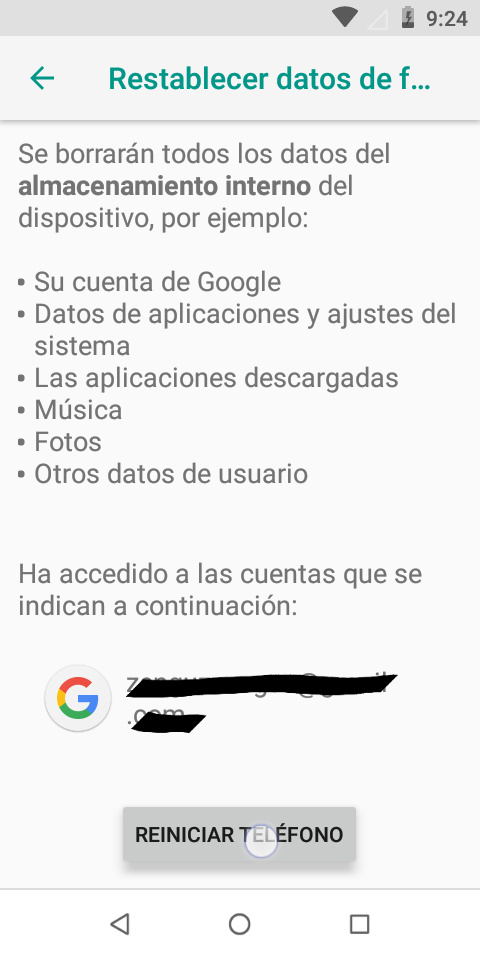 9:24
Restablecer datos de f...
Se borrarán todos los datos del
almacenamiento interno del
dispositivo, por ejemplo:
• Su cuenta de Google
• Datos de aplicaciones y ajustes del
sistema
• Las aplicaciones descargadas
• Música
• Fotos
• Otros datos de usuario
Ha accedido a las cuentas que se
indican a continuación:
REINICIAR TELÉFONO